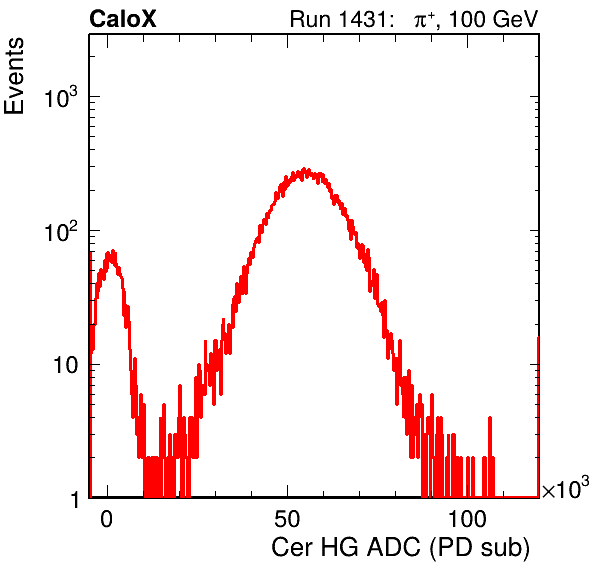 CaloX Run 1431: π⁺, 100 GeV
Events
10³
10²
10
1
0 50 100
×10³
Cer HG ADC (PD sub)